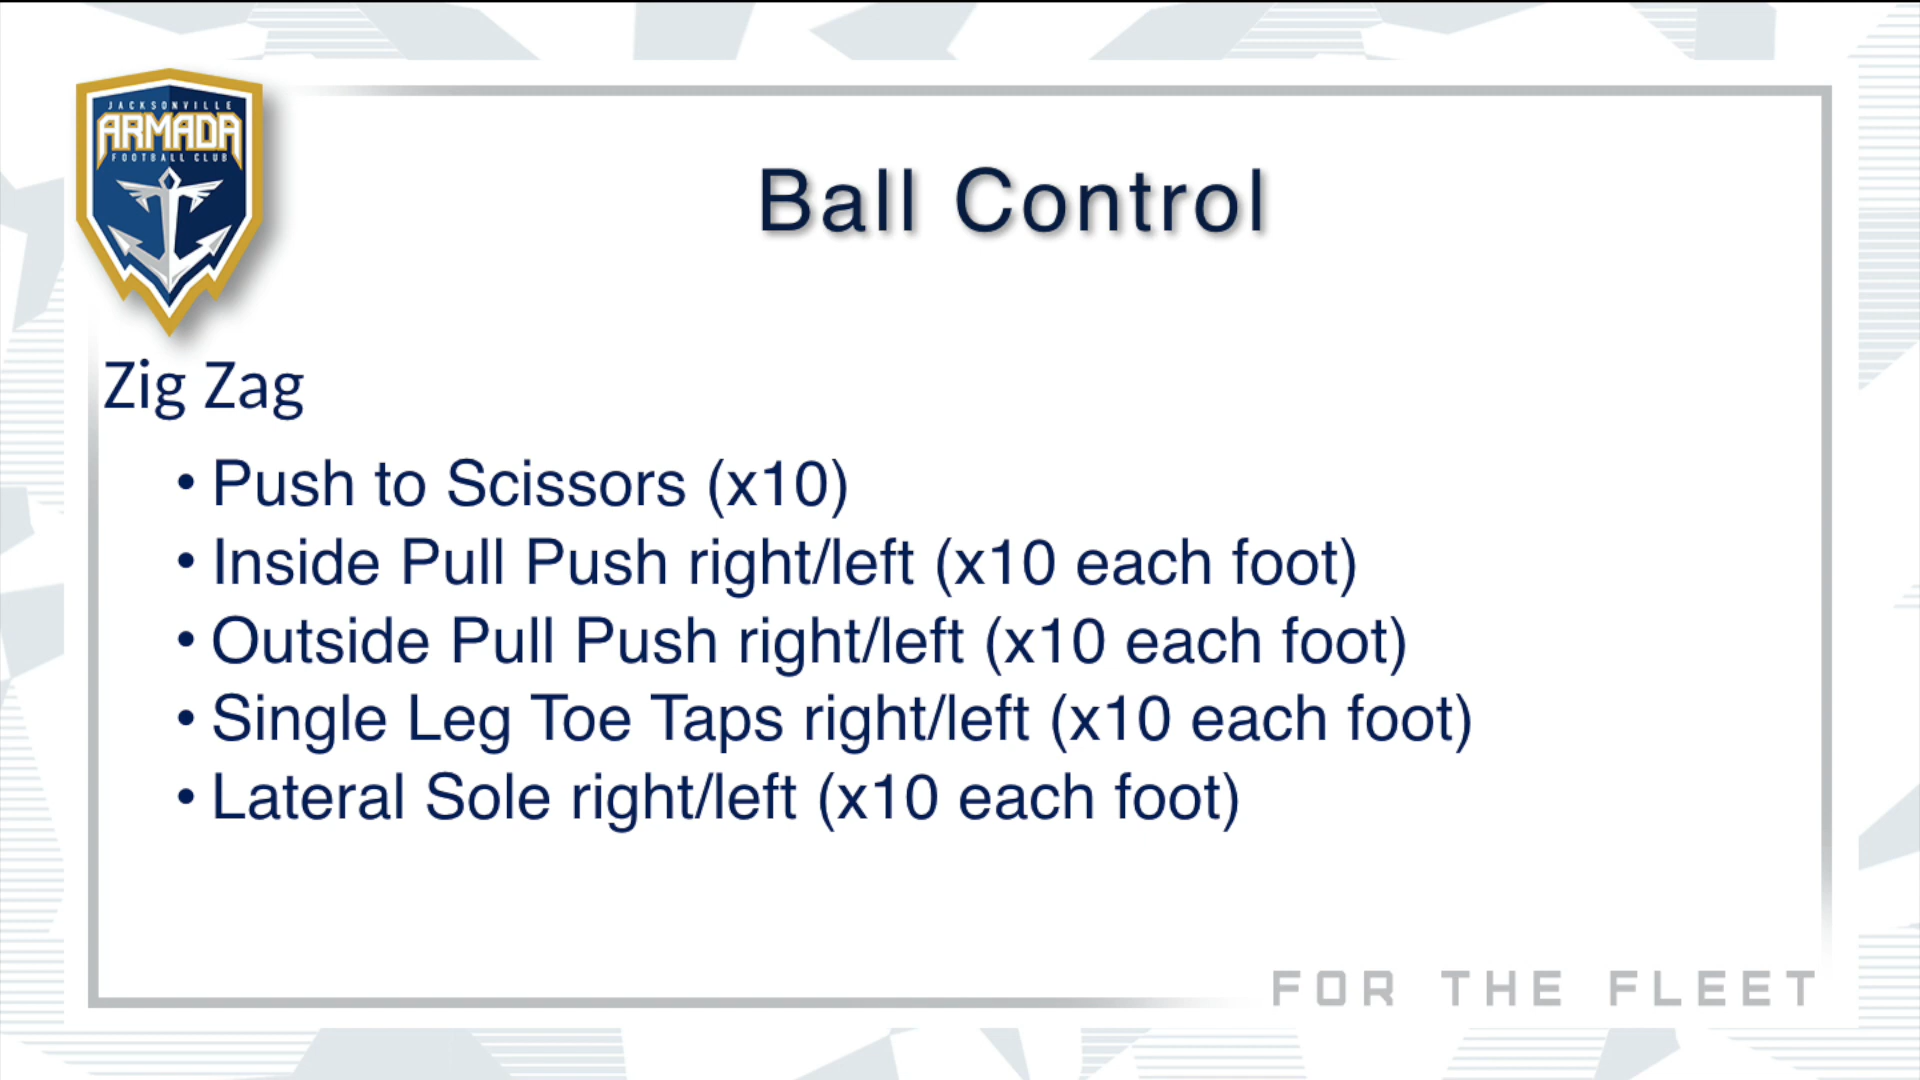 JACKSONVILLE
ARMADA
FOOTBALL CLUB
Ball Control
Zig Zag
• Push to Scissors (x10)
• Inside Pull Push right/left (x10 each foot)
• Outside Pull Push right/left (x10 each foot)
• Single Leg Toe Taps right/left (x10 each foot)
• Lateral Sole right/left (x10 each foot)
FOR THE FLEET